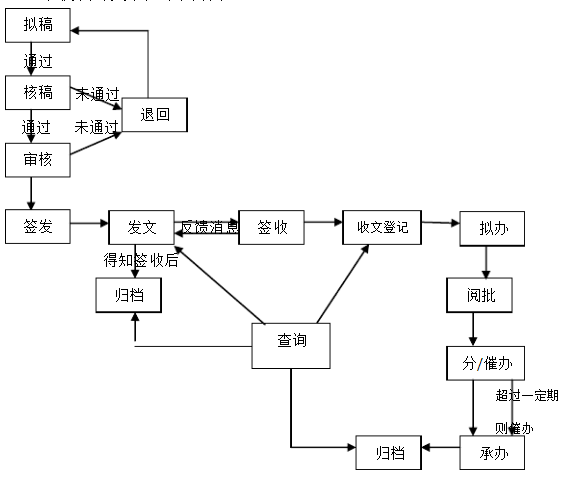 拟稿
通过
核稿
未通过
退回
通过
未通过
审核
签发
发文
反馈消息
签收
收文登记
拟办
得知签收后
归档
阅批
查询
分/催办
超过一定期
则催办
归档
承办